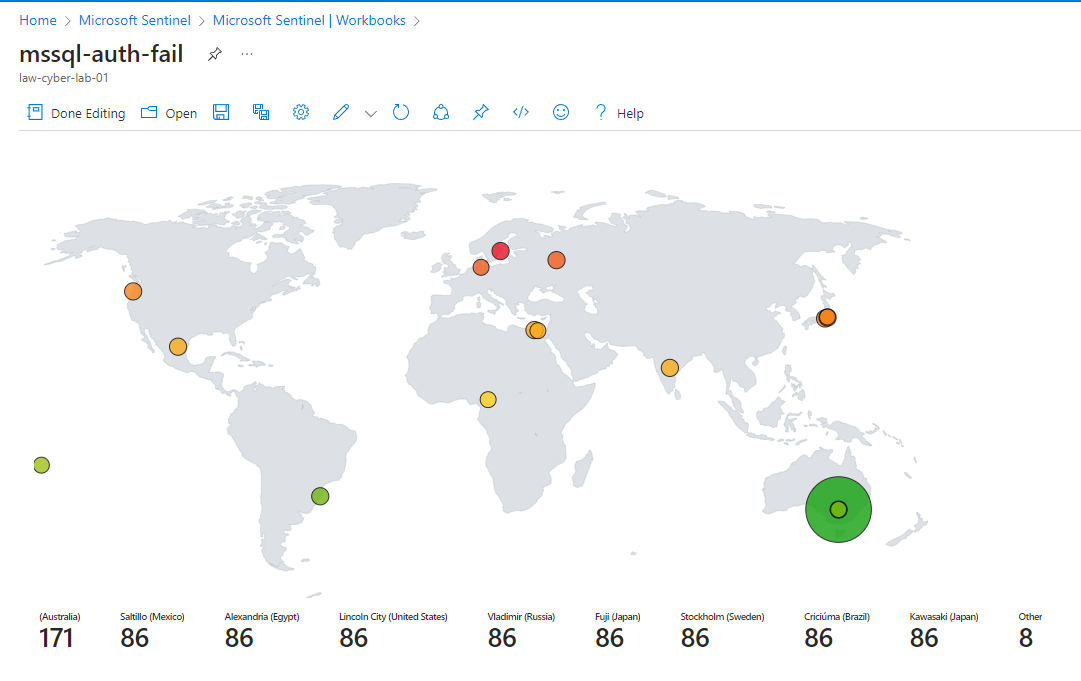 Home > Microsoft Sentinel > Microsoft Sentinel | Workbooks >
mssql-auth-fail ...
law-cyber-lab-01
Done Editing Open </> ? Help
(Australia) Saltillo (Mexico) Alexandria (Egypt) Lincoln City (United States) Vladimir (Russia) Fuji (Japan) Stockholm (Sweden) Criciúma (Brazil) Kawasaki (Japan) Other
171 86 86 86 86 86 86 86 86 8